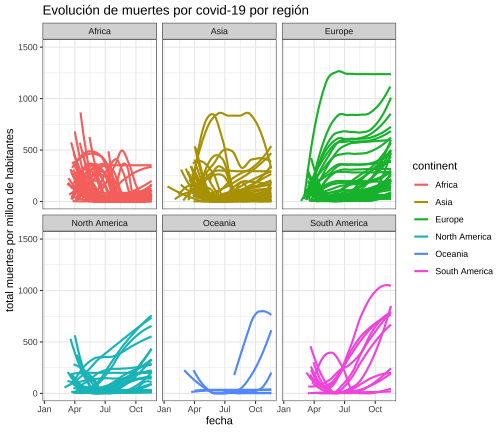 Evolución de muertes por covid-19 por región
Africa
Asia
Europe
1500
1000
500
0
North America
Oceania
South America
1500
1000
500
0
Jan Apr Jul Oct
Jan Apr Jul Oct
Jan Apr Jul Oct
fecha
total muertes por millon de habitantes
continent
Africa
Asia
Europe
North America
Oceania
South America